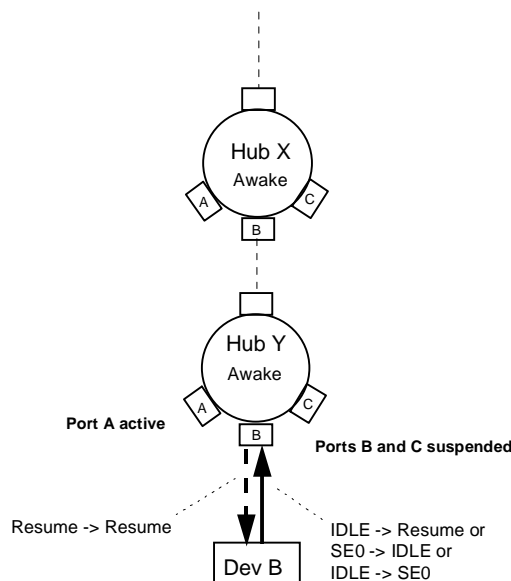 Hub X
Awake
A
C
B
Hub Y
Awake
A
C
Port A active
B
Ports B and C suspended
Resume -> Resume
IDLE -> Resume or
SE0 -> IDLE or
IDLE -> SE0
Dev B